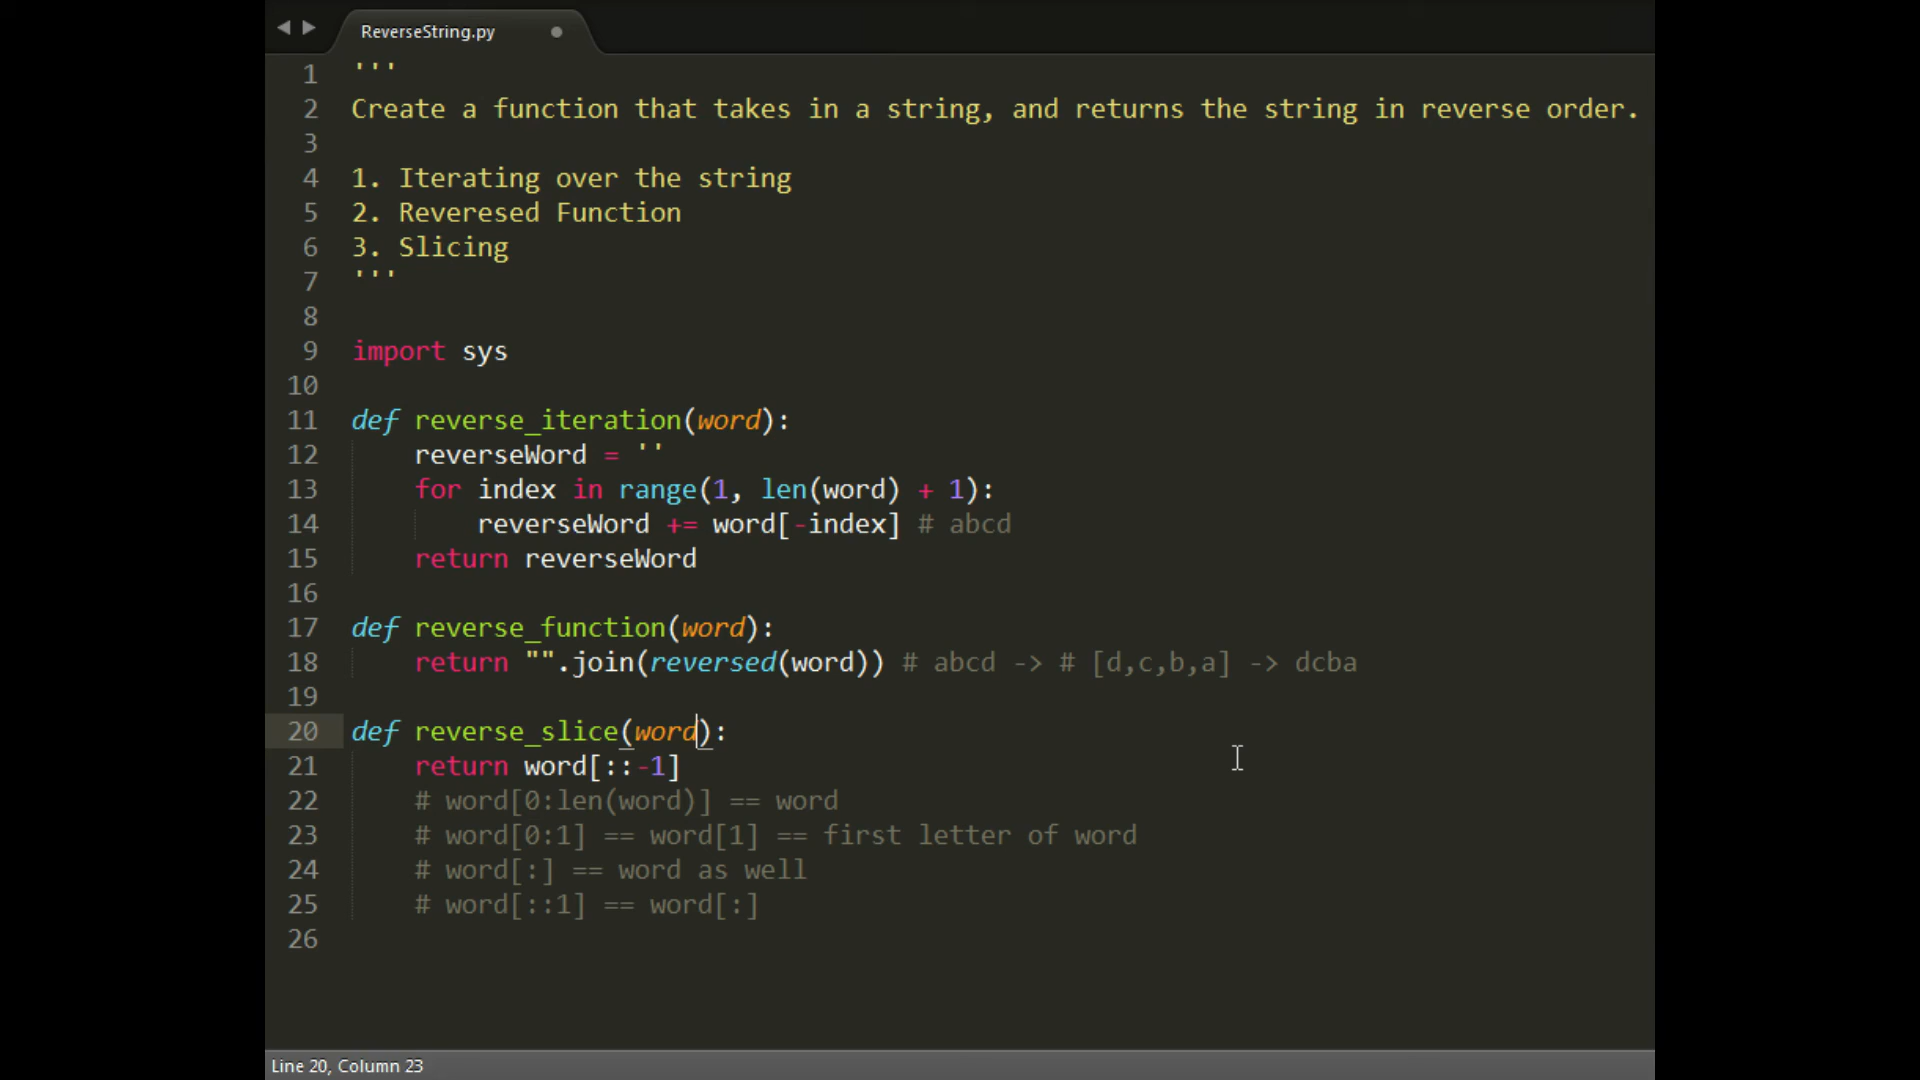 ReverseString.py
1 '''
2 Create a function that takes in a string, and returns the string in reverse order.
3
4 1. Iterating over the string
5 2. Reveresed Function
6 3. Slicing
7 '''
8
9 import sys
10
11 def reverse_iteration(word):
12     reverseWord = ''
13     for index in range(1, len(word) + 1):
14         reverseWord += word[-index] # abcd
15     return reverseWord
16
17 def reverse_function(word):
18     return "".join(reversed(word)) # abcd -> # [d,c,b,a] -> dcba
19
20 def reverse_slice(word):
21     return word[::-1]
22     # word[0:len(word)] == word
23     # word[0:1] == word[1] == first letter of word
24     # word[:] == word as well
25     # word[::1] == word[:]
26
Line 20, Column 23